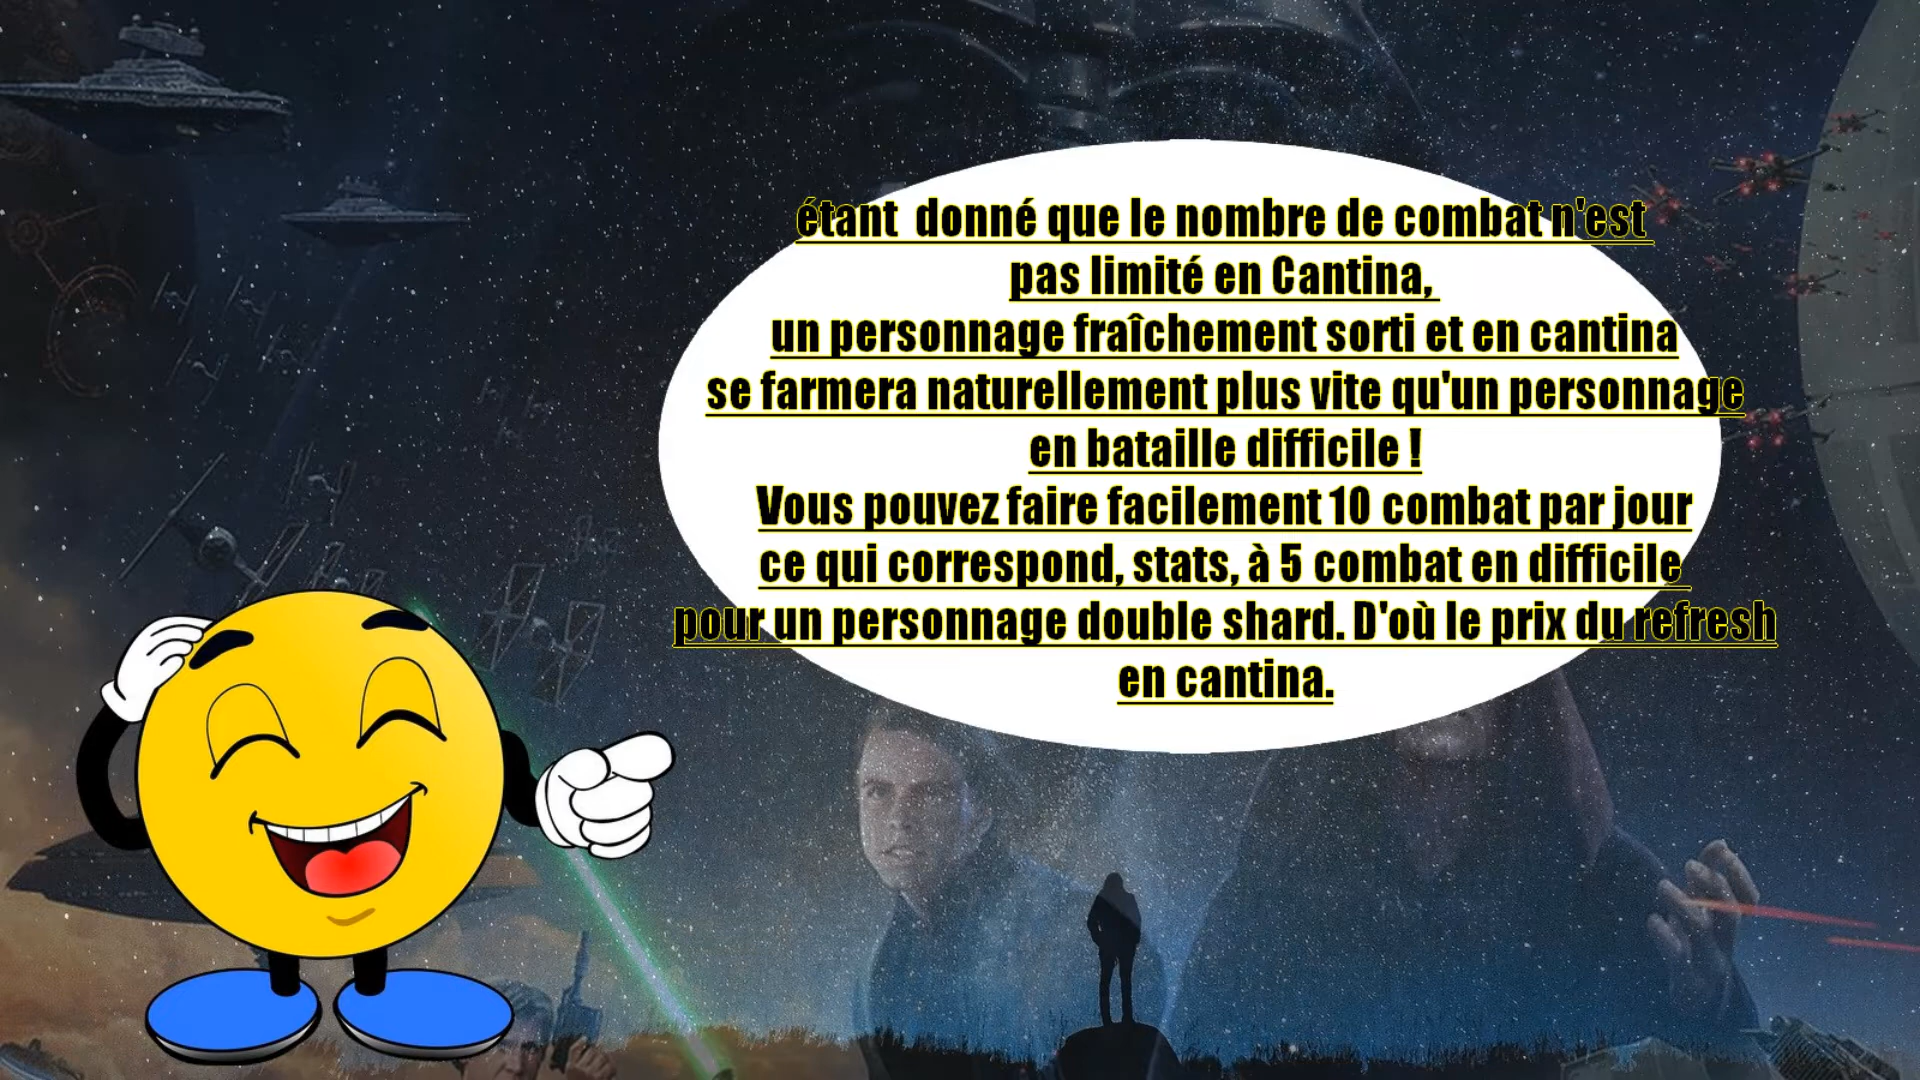 étant donné que le nombre de combat n'est
pas limité en Cantina,
un personnage fraîchement sorti et en cantina
se farmera naturellement plus vite qu'un personnage
en bataille difficile !
Vous pouvez faire facilement 10 combat par jour
ce qui correspond, stats, à 5 combat en difficile
pour un personnage double shard. D'où le prix du refresh
en cantina.